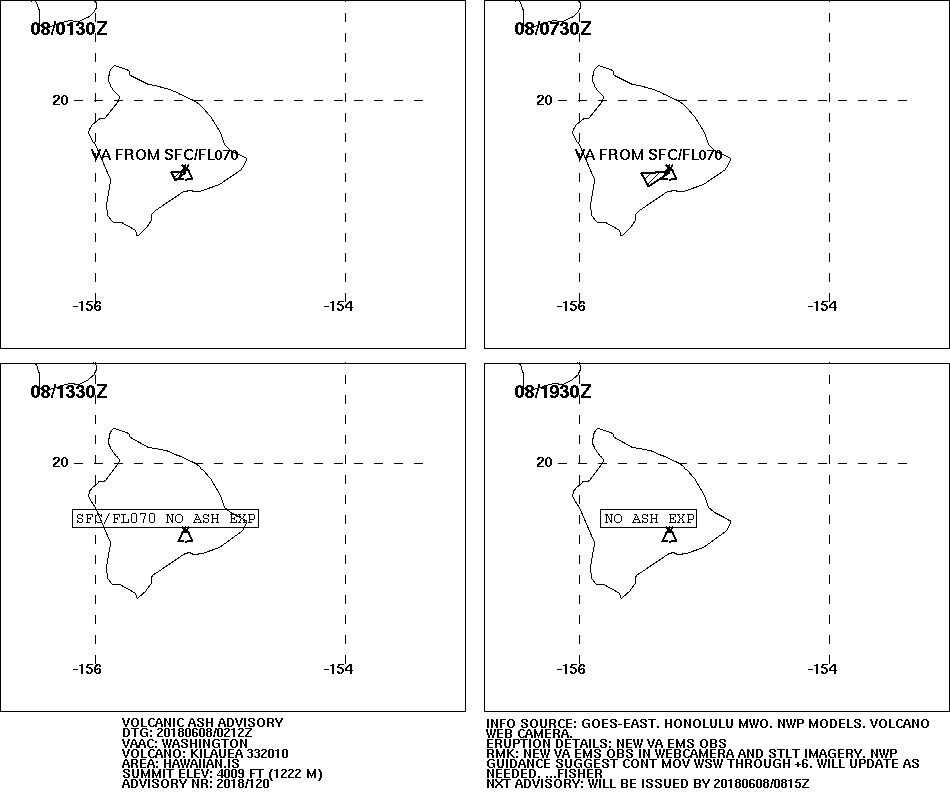 08/0130Z
20
VA FROM SFC/FL070
-156
-154
08/0730Z
20
VA FROM SFC/FL070
-156
-154
08/1330Z
20
SFC/FL070 NO ASH EXP
-156
-154
08/1930Z
NO ASH EXP
-156
-154
VOLCANIC ASH ADVISORY
DTG: 20180608/0212Z
VAAC: WASHINGTON
VOLCANO: KILAUEA 332010
AREA: HAWAIIAN.IS
SUMMIT ELEV: 4009 FT (1222 M)
ADVISORY NR: 2018/120
INFO SOURCE: GOES-EAST. HONOLULU MWO. NWP MODELS. VOLCANO
WEB CAMERA.
ERUPTION DETAILS: NEW VA EMS OBS
RMK: NEW VA EMS OBS IN WEBCAMERA AND STLT IMAGERY. NWP
GUIDANCE SUGGEST CONT MOV WSW THROUGH +6. WILL UPDATE AS
NEEDED. ...FISHER
NXT ADVISORY: WILL BE ISSUED BY 20180608/0815Z